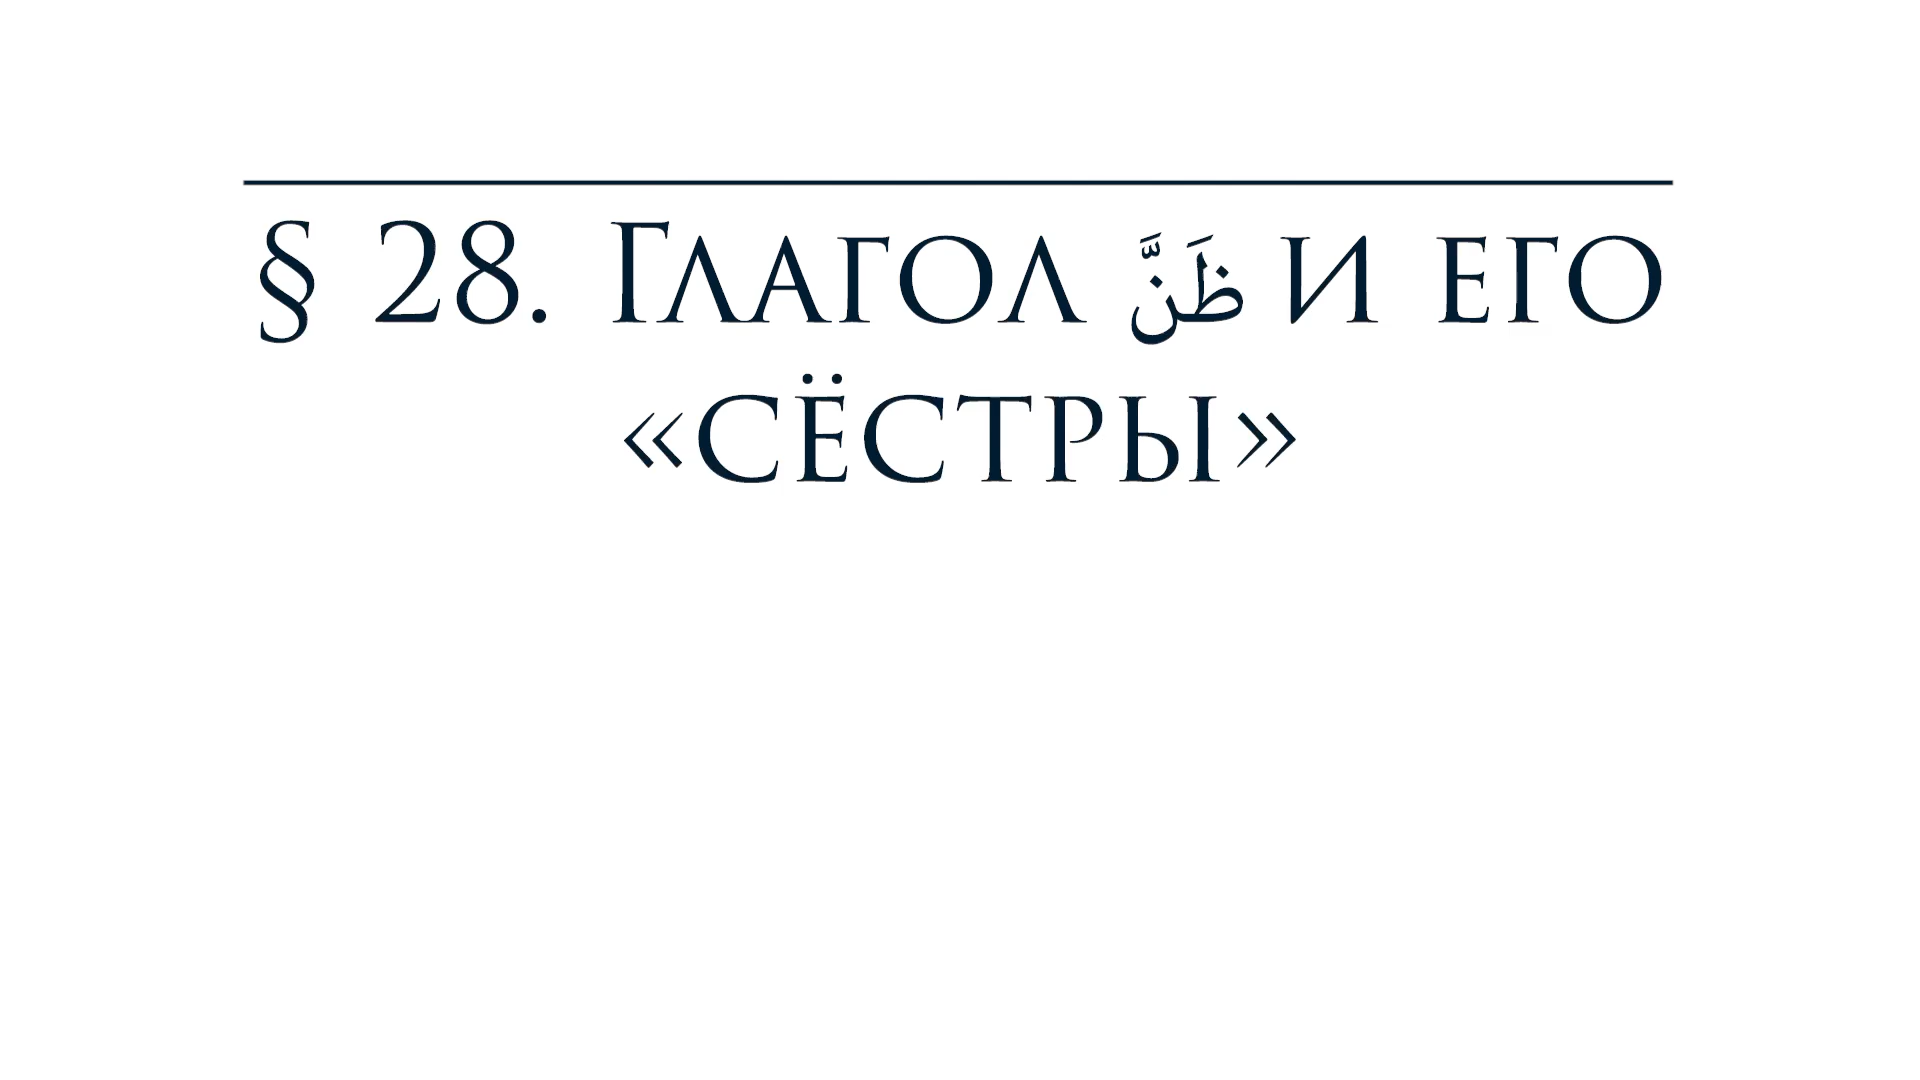 § 28. Глагол ظَنَّ и его
«сёстры»